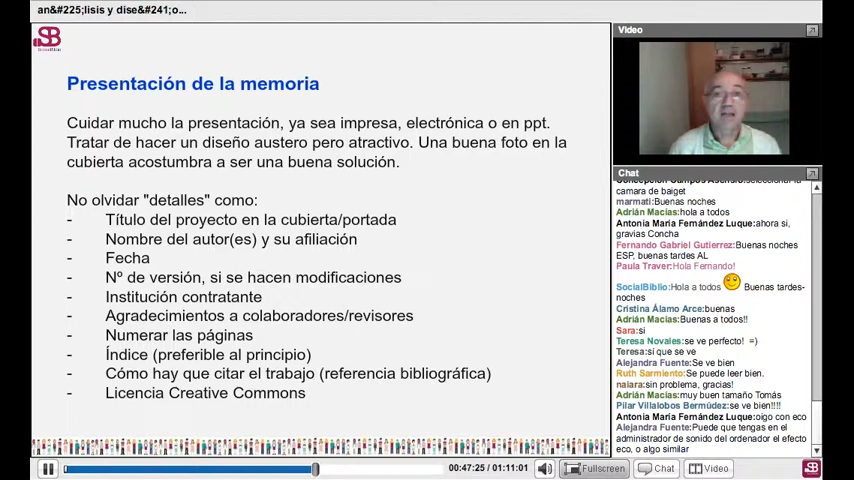 an&#225;lisis y dise&#241;o...
SB
Presentación de la memoria
Cuidar mucho la presentación, ya sea impresa, electrónica o en ppt.
Tratar de hacer un diseño austero pero atractivo. Una buena foto en la
cubierta acostumbra a ser una buena solución.
No olvidar "detalles" como:
- Título del proyecto en la cubierta/portada
- Nombre del autor(es) y su afiliación
- Fecha
- Nº de versión, si se hacen modificaciones
- Institución contratante
- Agradecimientos a colaboradores/revisores
- Numerar las páginas
- Índice (preferible al principio)
- Cómo hay que citar el trabajo (referencia bibliográfica)
- Licencia Creative Commons
Video
Chat
camara de baiget
marmati: Buenas noches
Adrián Macías: hola a todos
Antonia María Fernández Luque: ahora si,
gravias Concha
Fernando Gabriel Gutierrez: Buenas noches
ESP, buenas tardes AL
Paula Traver: Hola Fernando!
SocialBiblio: Hola a todos Buenas tardes-
noches
Cristina Álamo Arce: buenas
Adrián Macías: Buenas a todos!!
Sara: si
Teresa Novales: se ve perfecto! =)
Teresa: sí que se ve
Alejandra Fuente: Se ve bien
Ruth Sarmiento: Se puede leer bien.
naiara: sin problema, gracias!
Adrián Macías: muy buen tamaño Tomás
Pilar Villalobos Bermúdez: se ve bien!!!!
Antonia María Fernández Luque: oigo con eco
Alejandra Fuente: Puede que tengas en el
administrador de sonido del ordenador el efecto
eco, o algo similar
00:47:25 / 01:11:01
Fullscreen
Chat
Video
SB